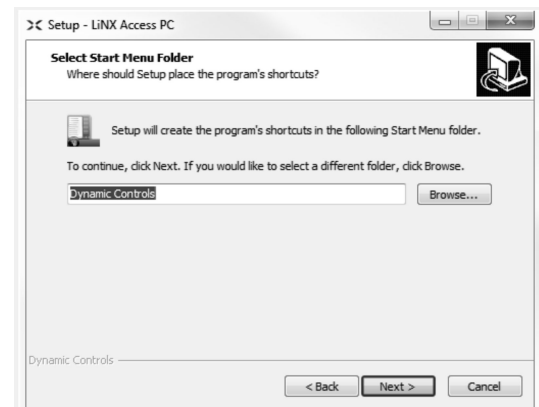 Setup - LiNX Access PC
Select Start Menu Folder
Where should Setup place the program's shortcuts?
Setup will create the program's shortcuts in the following Start Menu folder.
To continue, click Next. If you would like to select a different folder, click Browse.
Dynamic Controls
Browse...
Dynamic Controls
< Back
Next >
Cancel